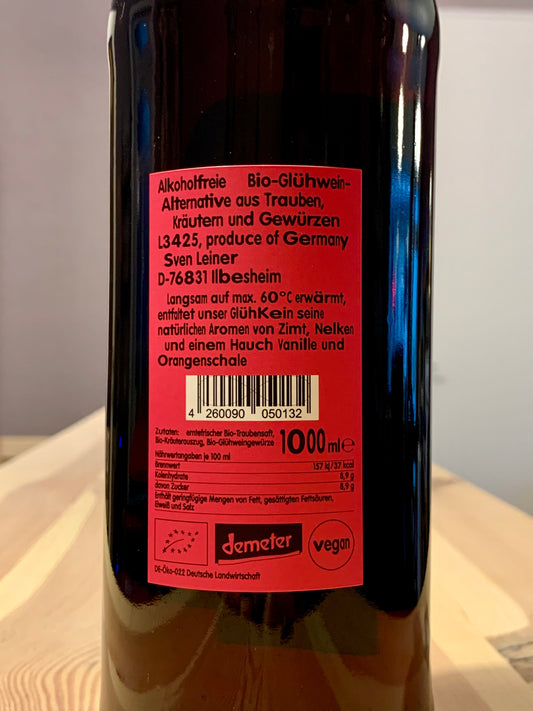 Alkoholfreie Bio-Glühwein-
Alternative aus Trauben,
Kräutern und Gewürzen
L3425, produce of Germany
Sven Leiner
D-76831 Ilbesheim
Langsam auf max. 60°C erwärmt,
entfaltet unser GlühKein seine
natürlichen Aromen von Zimt, Nelken
und einem Hauch Vanille und
Orangenschale
4 260090 050132
Zutaten: erntefrischer Bio-Traubensaft,
Bio-Kräuterauszug, Bio-Glühweingewürze
1000 ml e
Nährwertangaben je 100 ml
Brennwert 157 kj/37 kcal
Kolenhydrate 8,9 g
davon Zucker 8,9 g
Enthält geringfügige Mengen von Fett, gesättigten Fettsäuren,
Eiweiß und Salz
demeter
vegan
DE-Öko-022 Deutsche Landwirtschaft